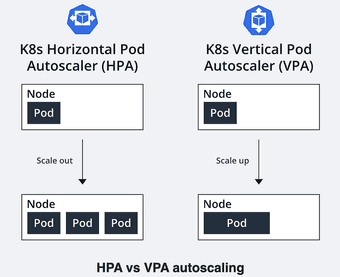 K8s Horizontal Pod
Autoscaler (HPA)
Node
Pod
Scale out
Node
Pod Pod Pod
K8s Vertical Pod
Autoscaler (VPA)
Node
Pod
Scale up
Node
Pod
HPA vs VPA autoscaling